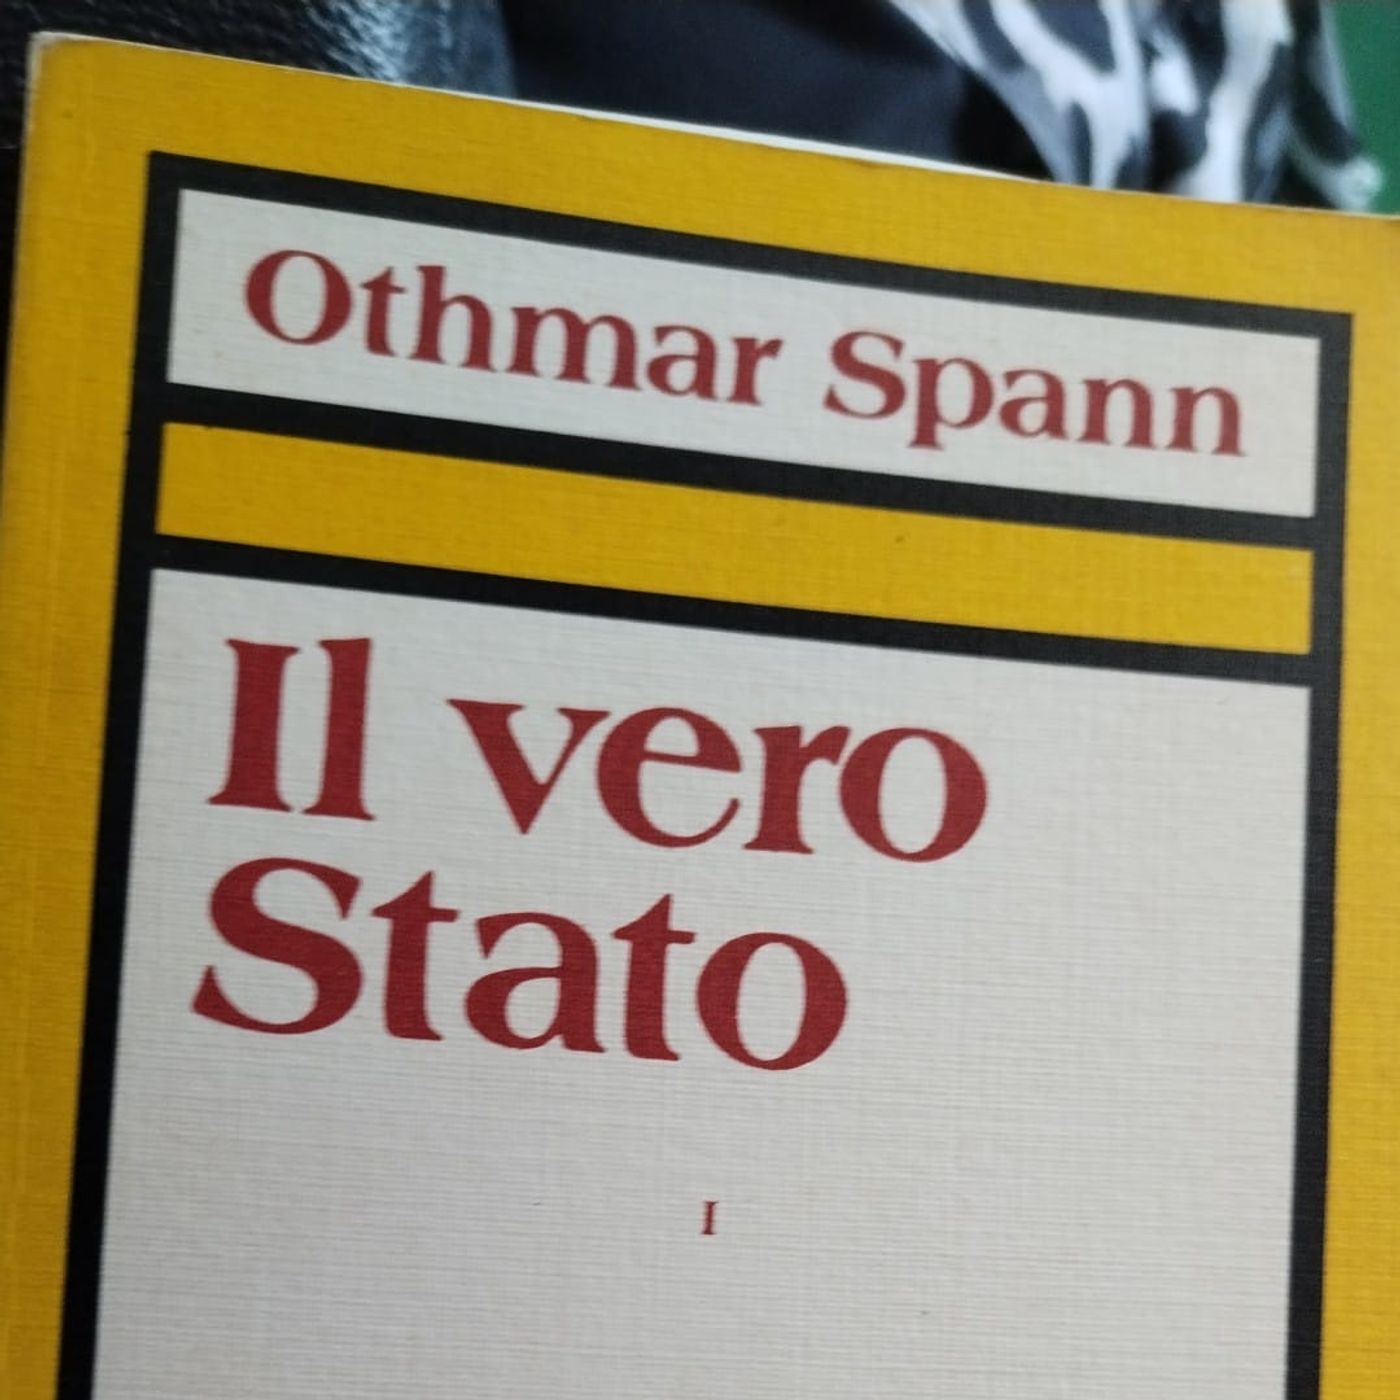 Othmar Spann
Il vero
Stato
I